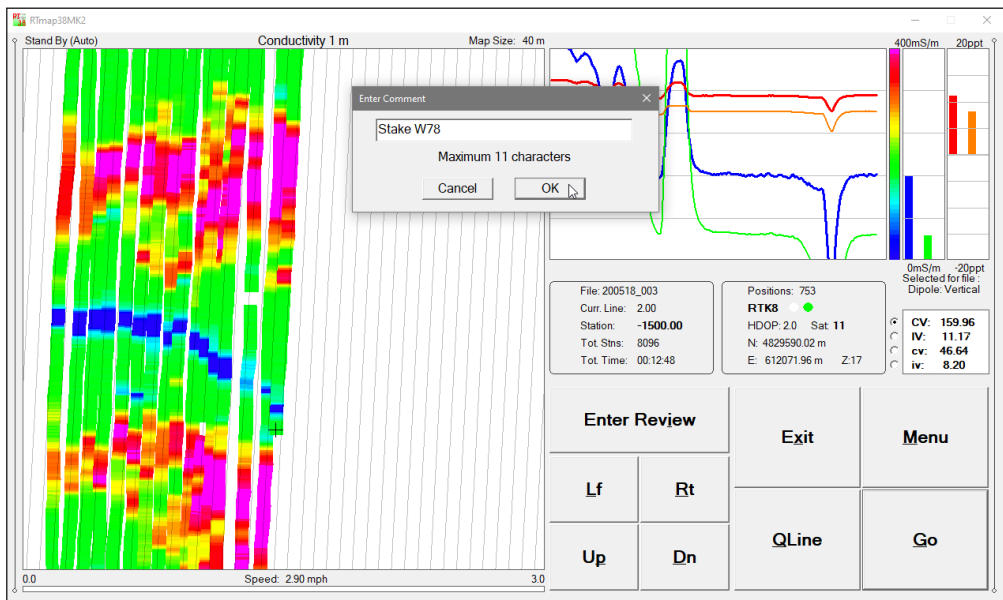 RTmap38MK2
Stand By (Auto) Conductivity 1 m Map Size: 40 m
400mS/m 20ppt
Enter Comment
Stake W78
Maximum 11 characters
Cancel OK
0mS/m -20ppt
Selected for file :
Dipole: Vertical
File: 200518_003
Curr. Line: 2.00
Station: -1500.00
Tot. Stns: 8096
Tot. Time: 00:12:48
Positions: 753
RTK8
HDOP: 2.0 Sat: 11
N: 4829590.02 m
E: 612071.96 m Z:17
CV: 159.96
IV: 11.17
cv: 46.64
iv: 8.20
Enter Review
Exit
Menu
Lf
Rt
Up
Dn
QLine
Go
0.0 Speed: 2.90 mph 3.0